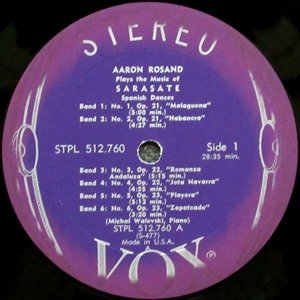 STEREO
AARON ROSAND
Plays the Music of
SARASATE
Spanish Dances
Band 1: No. 1, Op. 21, "Malaguena"
(5:00 min.)
Band 2: No. 2, Op. 21, "Habanera"
(4:27 min.)
STPL 512.760
Side 1
28:35 min.
Band 3: No. 3, Op. 22, "Romanza
Andaluza" (5:15 min.)
Band 4: No. 4, Op. 22, "Jota Navarra"
(4:55 min.)
Band 5: No. 5, Op. 23, "Playera"
(5:12 min.)
Band 6: No. 6, Op. 23, "Zapateado"
(3:20 min.)
(Michal Walevski, Piano)
STPL 512.760 A
(S-477)
Made in U.S.A.
VOX